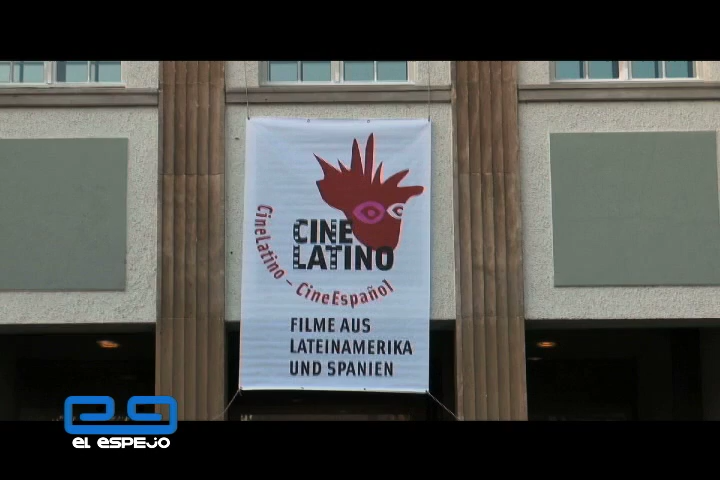 CINE
LATINO
CineLatino – CineEspañol
FILME AUS
LATEINAMERIKA
UND SPANIEN
EL ESPEJO